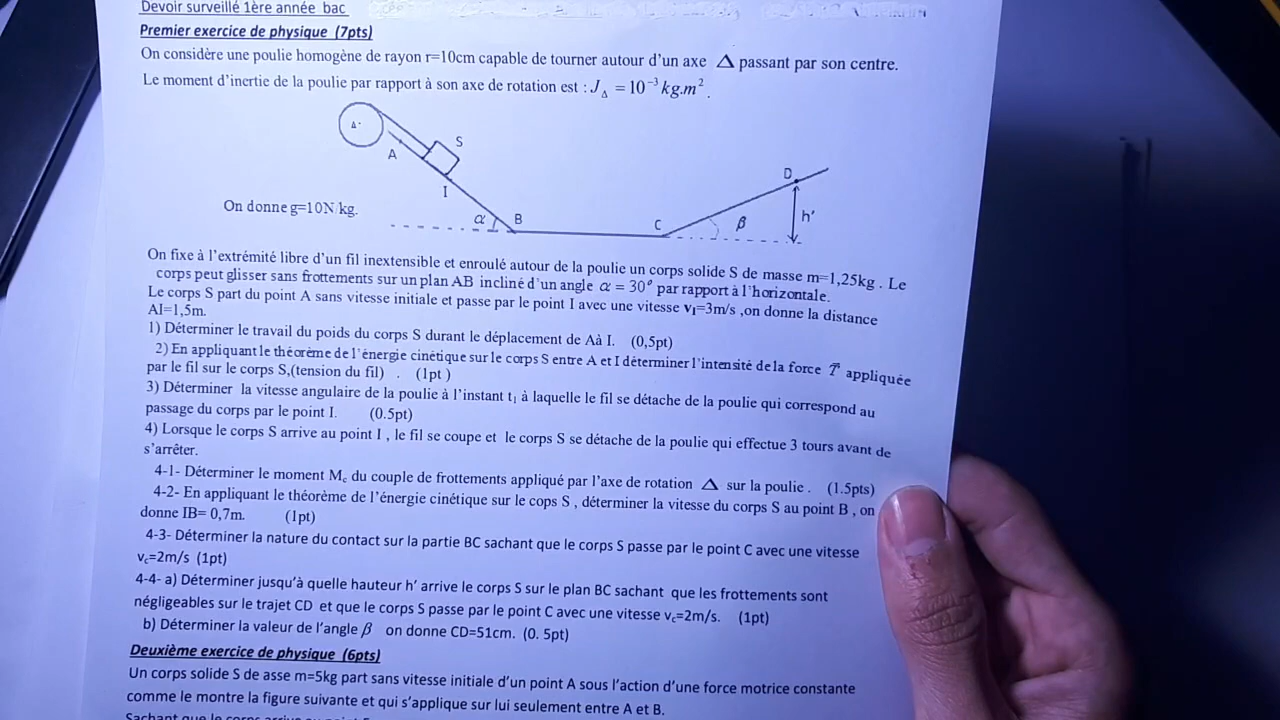 Devoir surveillé 1ère année bac
Premier exercice de physique (7pts)
On considère une poulie homogène de rayon r=10cm capable de tourner autour d'un axe Δ passant par son centre.
Le moment d'inertie de la poulie par rapport à son axe de rotation est : J_Δ = 10⁻³ kg.m² .
Δ
S
A
I
D
h'
On donne g=10N/kg.
α
B
C
β
On fixe à l'extrémité libre d'un fil inextensible et enroulé autour de la poulie un corps solide S de masse m=1,25kg . Le
corps peut glisser sans frottements sur un plan AB incliné d'un angle α = 30° par rapport à l'horizontale.
Le corps S part du point A sans vitesse initiale et passe par le point I avec une vitesse v_I=3m/s ,on donne la distance
AI=1,5m.
1) Déterminer le travail du poids du corps S durant le déplacement de Aà I. (0,5pt)
2) En appliquant le théorème de l'énergie cinétique sur le corps S entre A et I déterminer l'intensité de la force T⃗ appliquée
par le fil sur le corps S,(tension du fil) . (1pt )
3) Déterminer la vitesse angulaire de la poulie à l'instant t₁ à laquelle le fil se détache de la poulie qui correspond au
passage du corps par le point I. (0.5pt)
4) Lorsque le corps S arrive au point I , le fil se coupe et le corps S se détache de la poulie qui effectue 3 tours avant de
s'arrêter.
4-1- Déterminer le moment M_c du couple de frottements appliqué par l'axe de rotation Δ sur la poulie . (1.5pts)
4-2- En appliquant le théorème de l'énergie cinétique sur le cops S , déterminer la vitesse du corps S au point B , on
donne IB= 0,7m. (1pt)
4-3- Déterminer la nature du contact sur la partie BC sachant que le corps S passe par le point C avec une vitesse
v_c=2m/s (1pt)
4-4- a) Déterminer jusqu'à quelle hauteur h' arrive le corps S sur le plan BC sachant que les frottements sont
négligeables sur le trajet CD et que le corps S passe par le point C avec une vitesse v_c=2m/s. (1pt)
b) Déterminer la valeur de l'angle β on donne CD=51cm. (0. 5pt)
Deuxième exercice de physique (6pts)
Un corps solide S de asse m=5kg part sans vitesse initiale d'un point A sous l'action d'une force motrice constante
comme le montre la figure suivante et qui s'applique sur lui seulement entre A et B.
Sachant que le corps